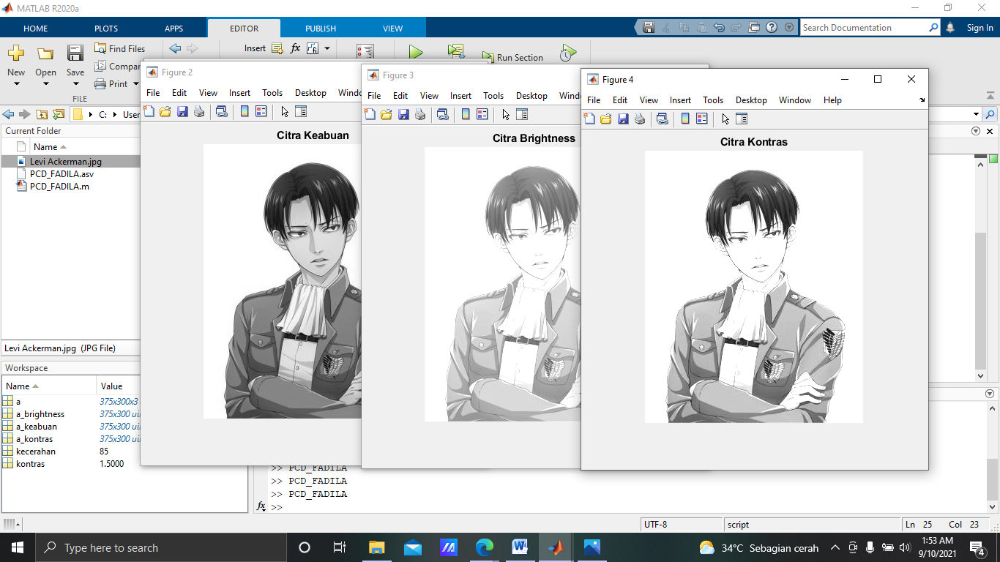 MATLAB R2020a
HOME PLOTS APPS EDITOR PUBLISH VIEW
Search Documentation
Sign In
New
Open
Save
Find Files
Compar
Print
FILE
Insert
fx
Run Section
C: User
Current Folder
Name
Levi Ackerman.jpg
PCD_FADILA.asv
PCD_FADILA.m
Levi Ackerman.jpg (JPG File)
Workspace
Name Value
a 375x300x3
a_brightness 375x300 ui
a_keabuan 375x300 ui
a_kontras 375x300 ui
kecerahan 85
kontras 1.5000
Figure 2
File Edit View Insert Tools Desktop Windo
Citra Keabuan
Figure 3
File Edit View Insert Tools Desktop Windo
Citra Brightness
Figure 4
File Edit View Insert Tools Desktop Window Help
Citra Kontras
>> PCD_FADILA
>> PCD_FADILA
>> PCD_FADILA
fx >>
UTF-8 script Ln 25 Col 23
Type here to search
34°C Sebagian cerah
1:53 AM
9/10/2021
4